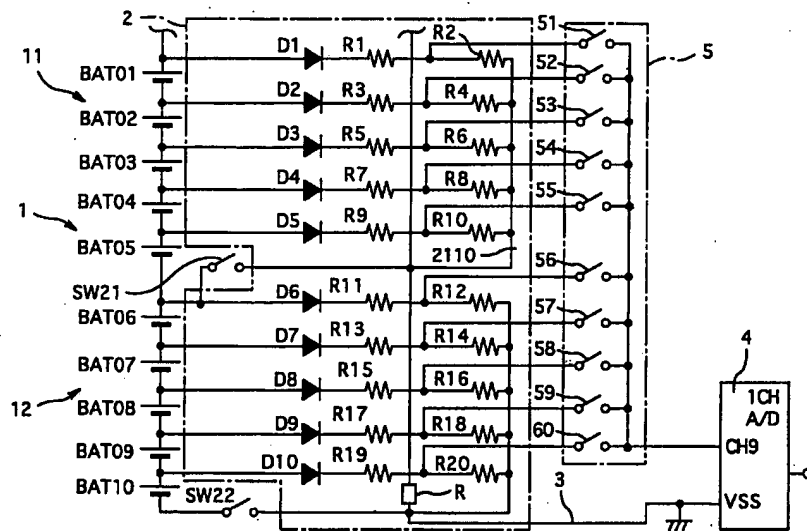 2
11
1
12
BAT01
BAT02
BAT03
BAT04
BAT05
BAT06
BAT07
BAT08
BAT09
BAT10
SW21
SW22
D1 R1 R2
D2 R3 R4
D3 R5 R6
D4 R7 R8
D5 R9 R10
2110
D6 R11 R12
D7 R13 R14
D8 R15 R16
D9 R17 R18
D10 R19 R20
R
3
51
52
53
54
55
56
57
58
59
60
5
4
1CH
A/D
CH9
VSS